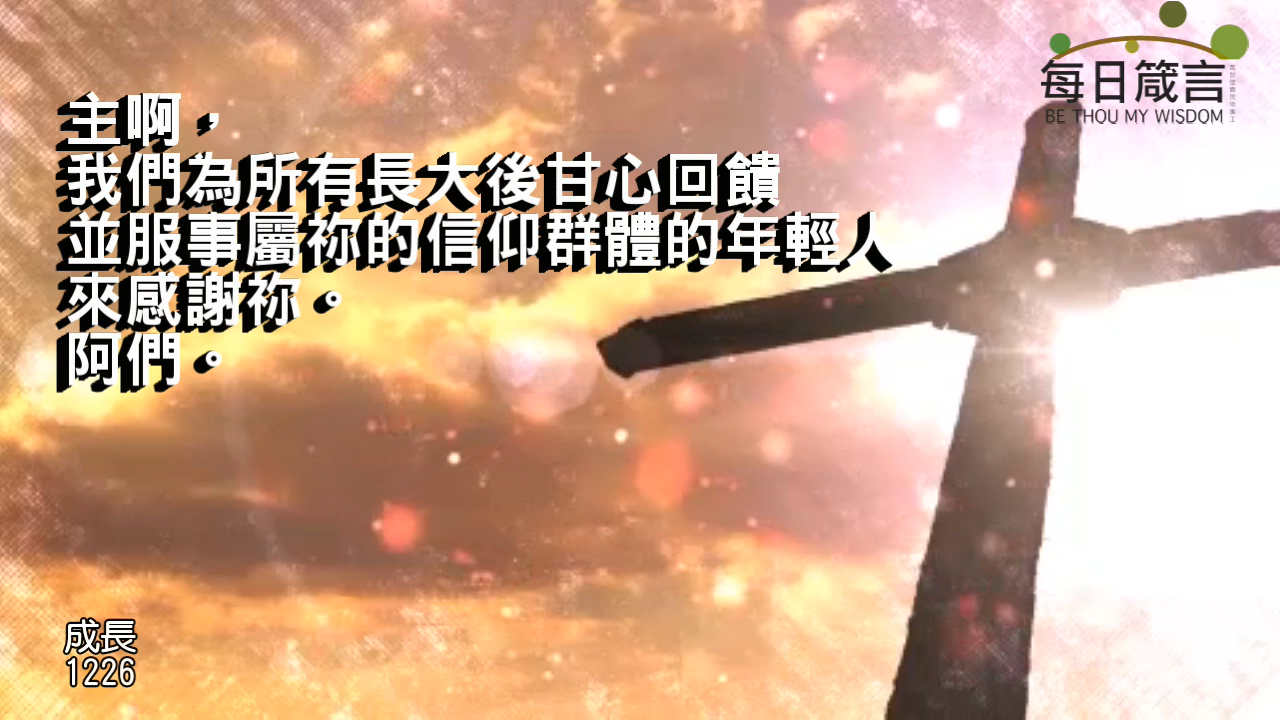 主啊，
我們為所有長大後甘心回饋
並服事屬祢的信仰群體的年輕人
來感謝祢。
阿們。
每日箴言
BE THOU MY WISDOM
成長
1226